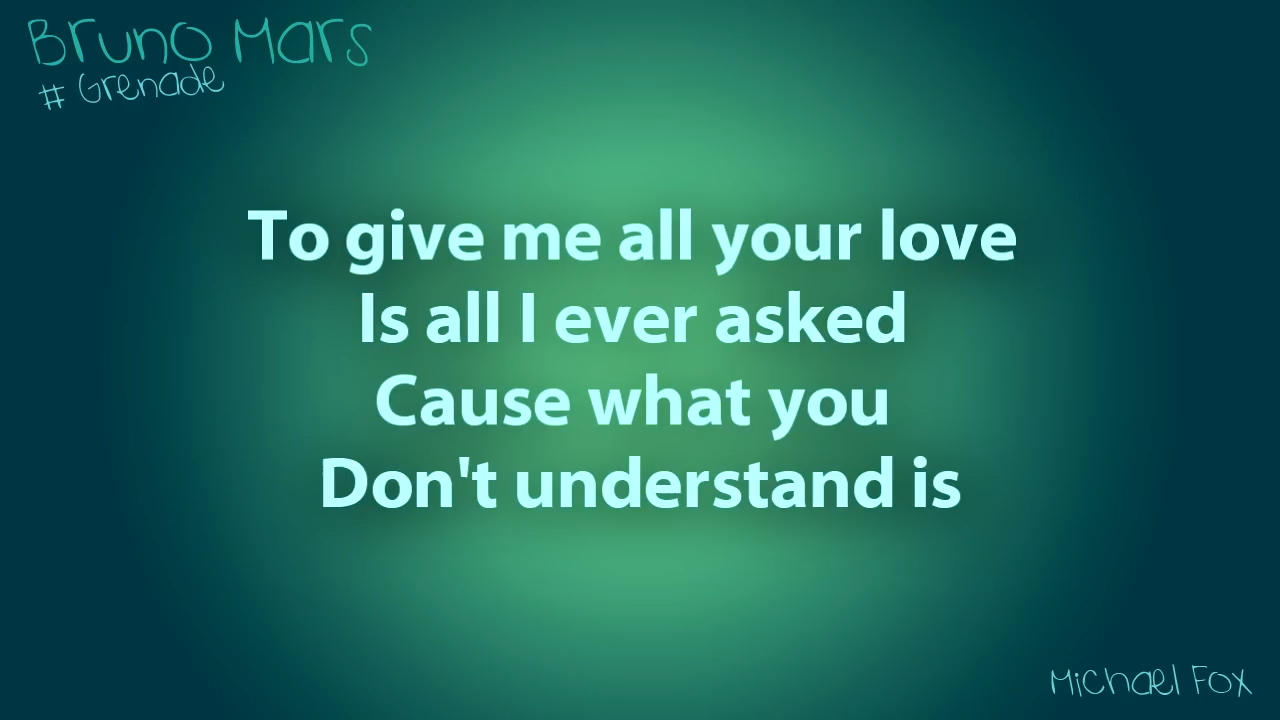 Bruno Mars
# Grenade
To give me all your love
Is all I ever asked
Cause what you
Don't understand is
Michael Fox